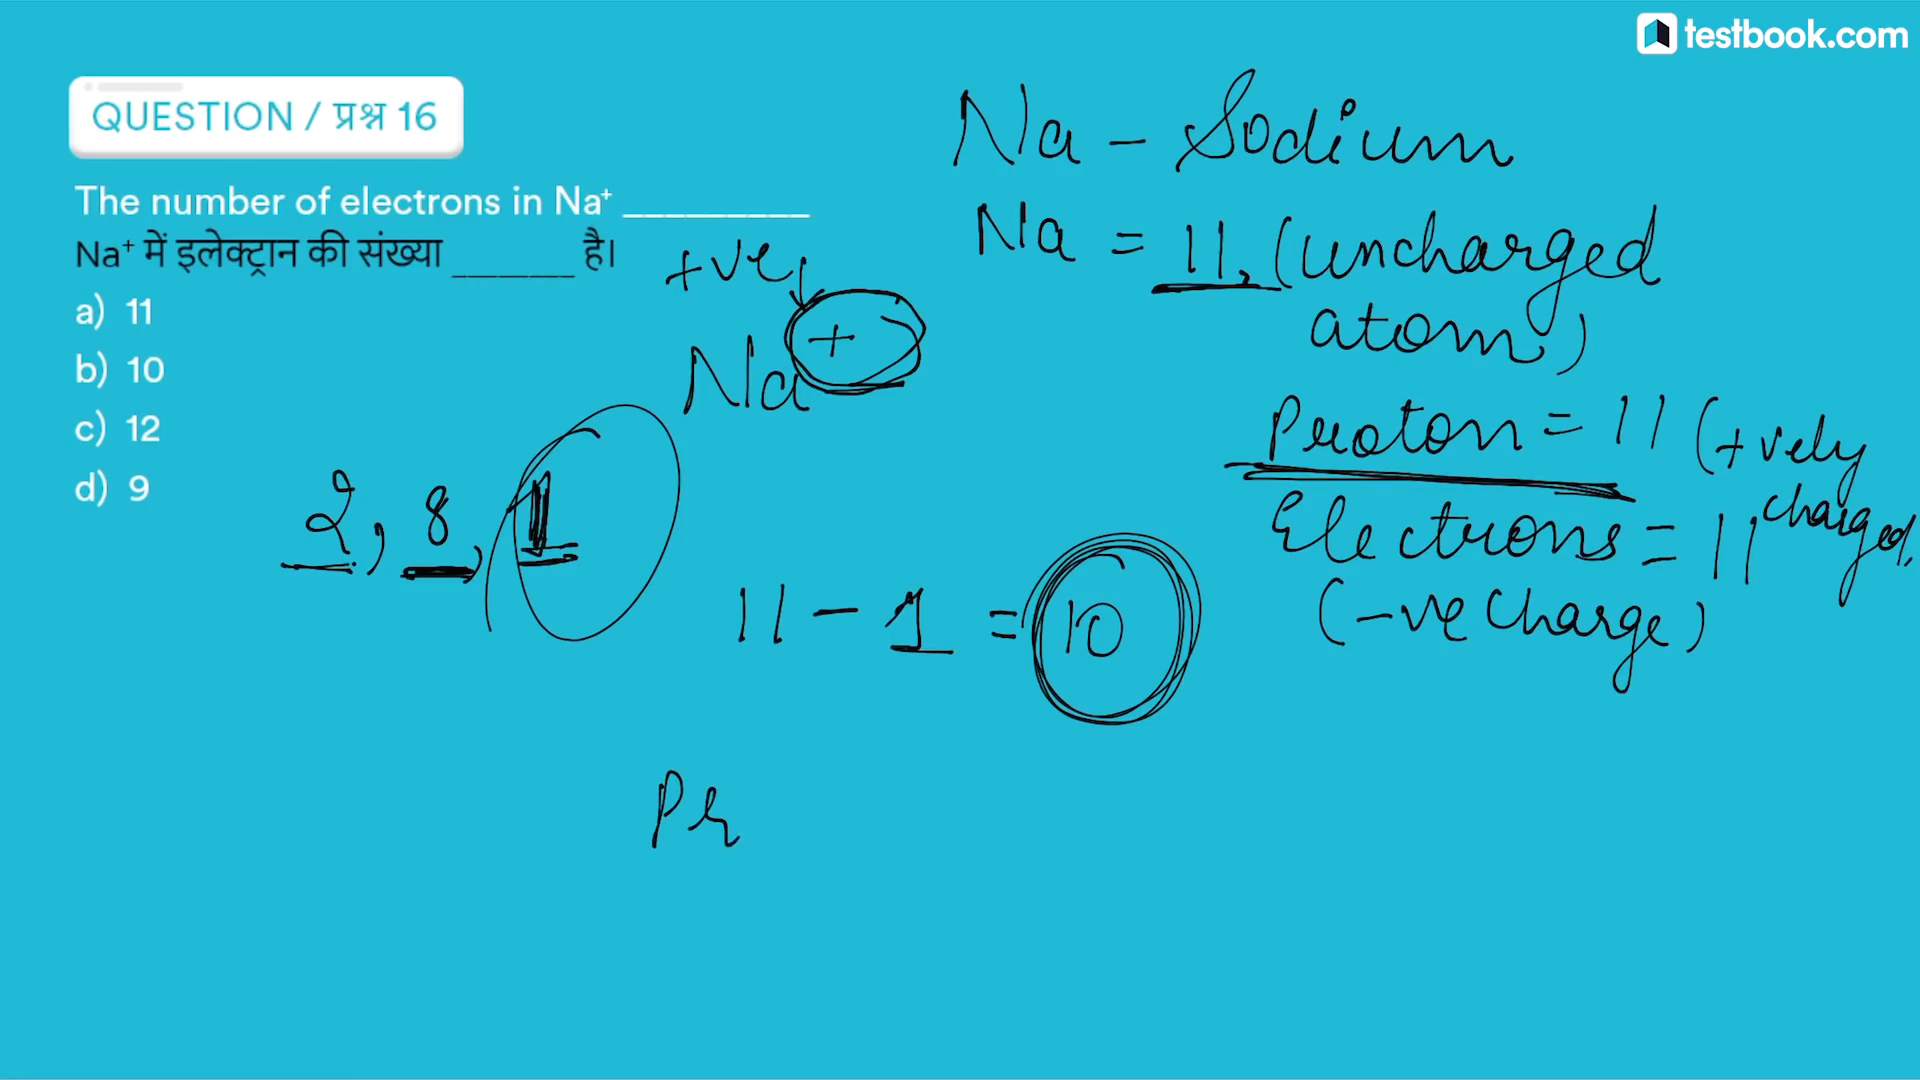 testbook.com
QUESTION / प्रश्न 16
The number of electrons in Na⁺ _________
Na⁺ में इलेक्ट्रान की संख्या ______ है।
a) 11
b) 10
c) 12
d) 9
Na - Sodium
Na = 11, (uncharged
atom)
+ve
Na+
Proton = 11 (+vely
charged.
Electrons = 11
(-ve charge)
2, 8, 1
11 - 1 = 10
Pr